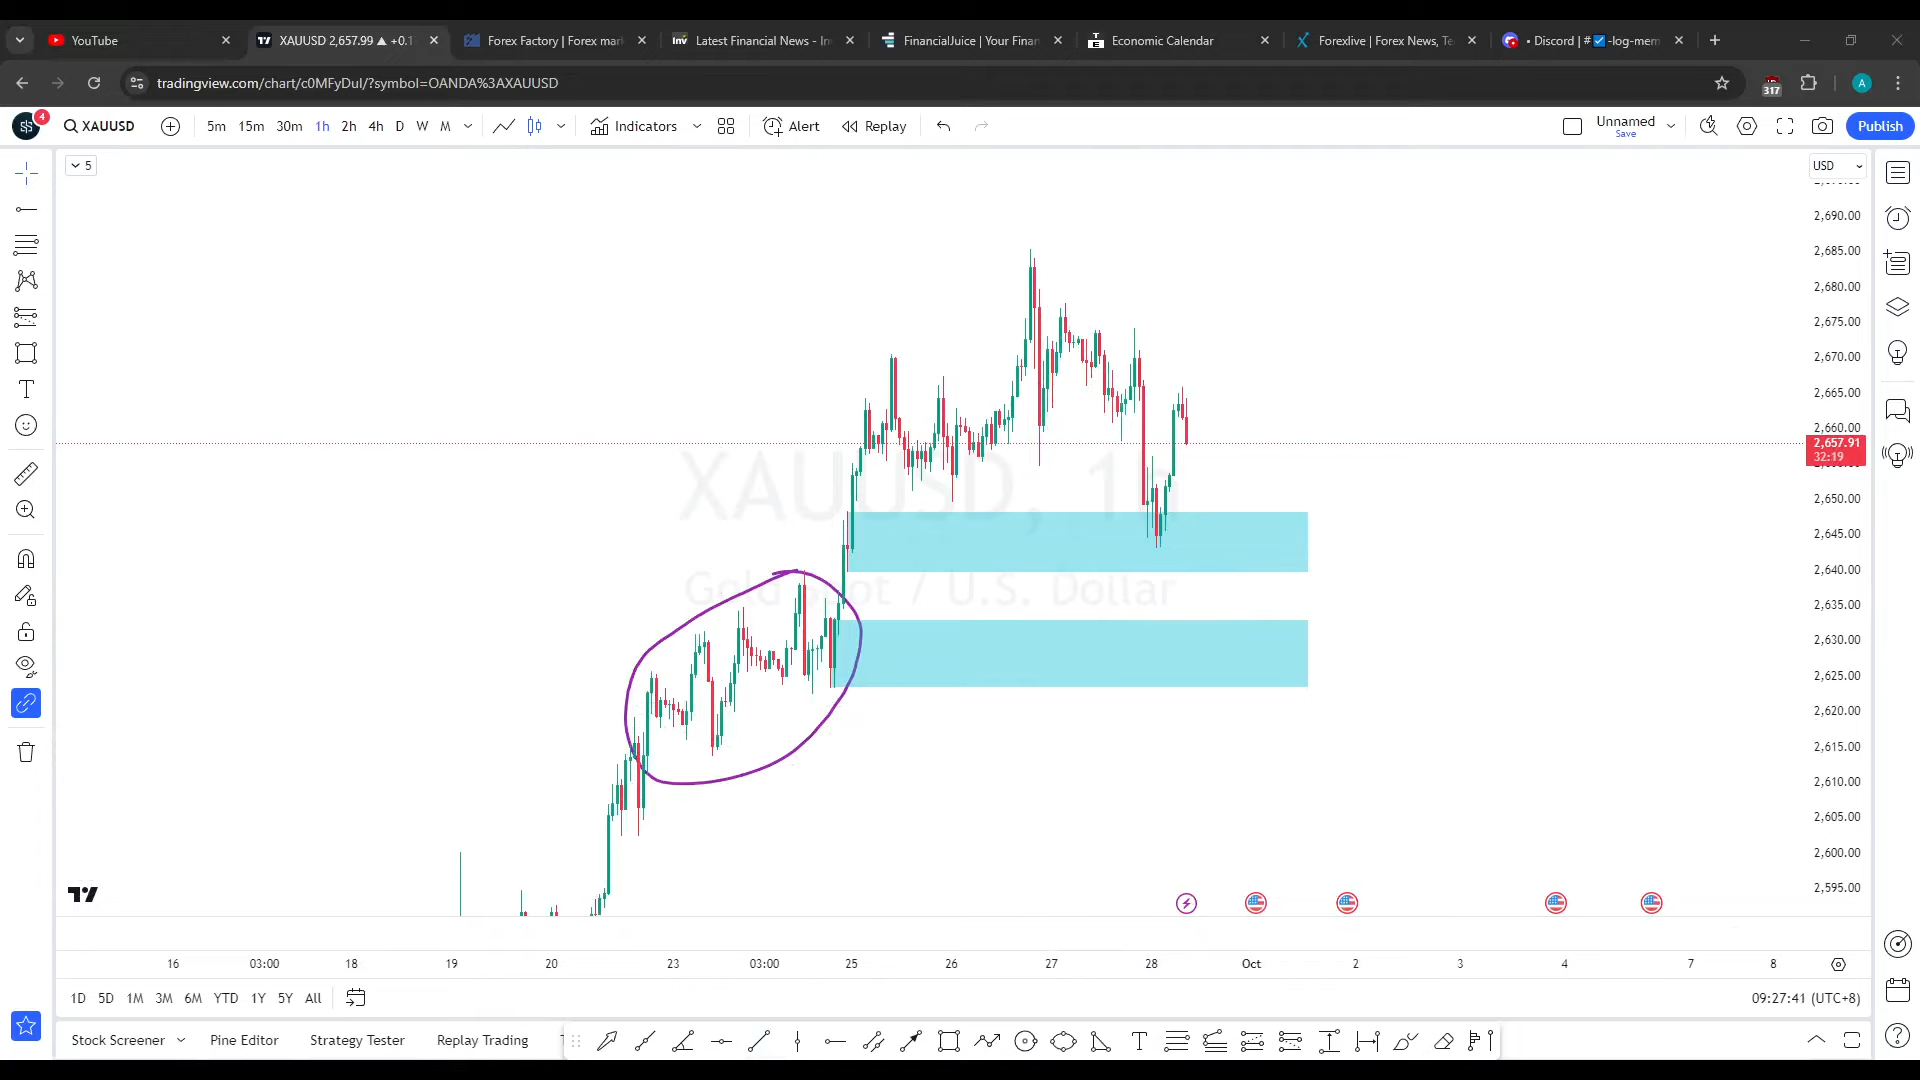 YouTube
XAUUSD 2,657.99 ▲ +0.1
Forex Factory | Forex mar
Inv Latest Financial News - In
FinancialJuice | Your Finan
Economic Calendar
Forexlive | Forex News, Te
• Discord | #✅-log-mem
tradingview.com/chart/c0MFyDuI/?symbol=OANDA%3AXAUUSD
317
A
4
XAUUSD
5m 15m 30m 1h 2h 4h D W M
Indicators
Alert
Replay
Unnamed
Save
Publish
5
USD
2,690.00
2,685.00
2,680.00
2,675.00
2,670.00
2,665.00
2,660.00
2,657.91
32:19
2,650.00
2,645.00
2,640.00
2,635.00
2,630.00
2,625.00
2,620.00
2,615.00
2,610.00
2,605.00
2,600.00
2,595.00
XAUUSD, 1h
Gold Spot / U.S. Dollar
16 03:00 18 19 20 23 03:00 25 26 27 28 Oct 2 3 4 7 8
1D 5D 1M 3M 6M YTD 1Y 5Y All
09:27:41 (UTC+8)
Stock Screener
Pine Editor
Strategy Tester
Replay Trading